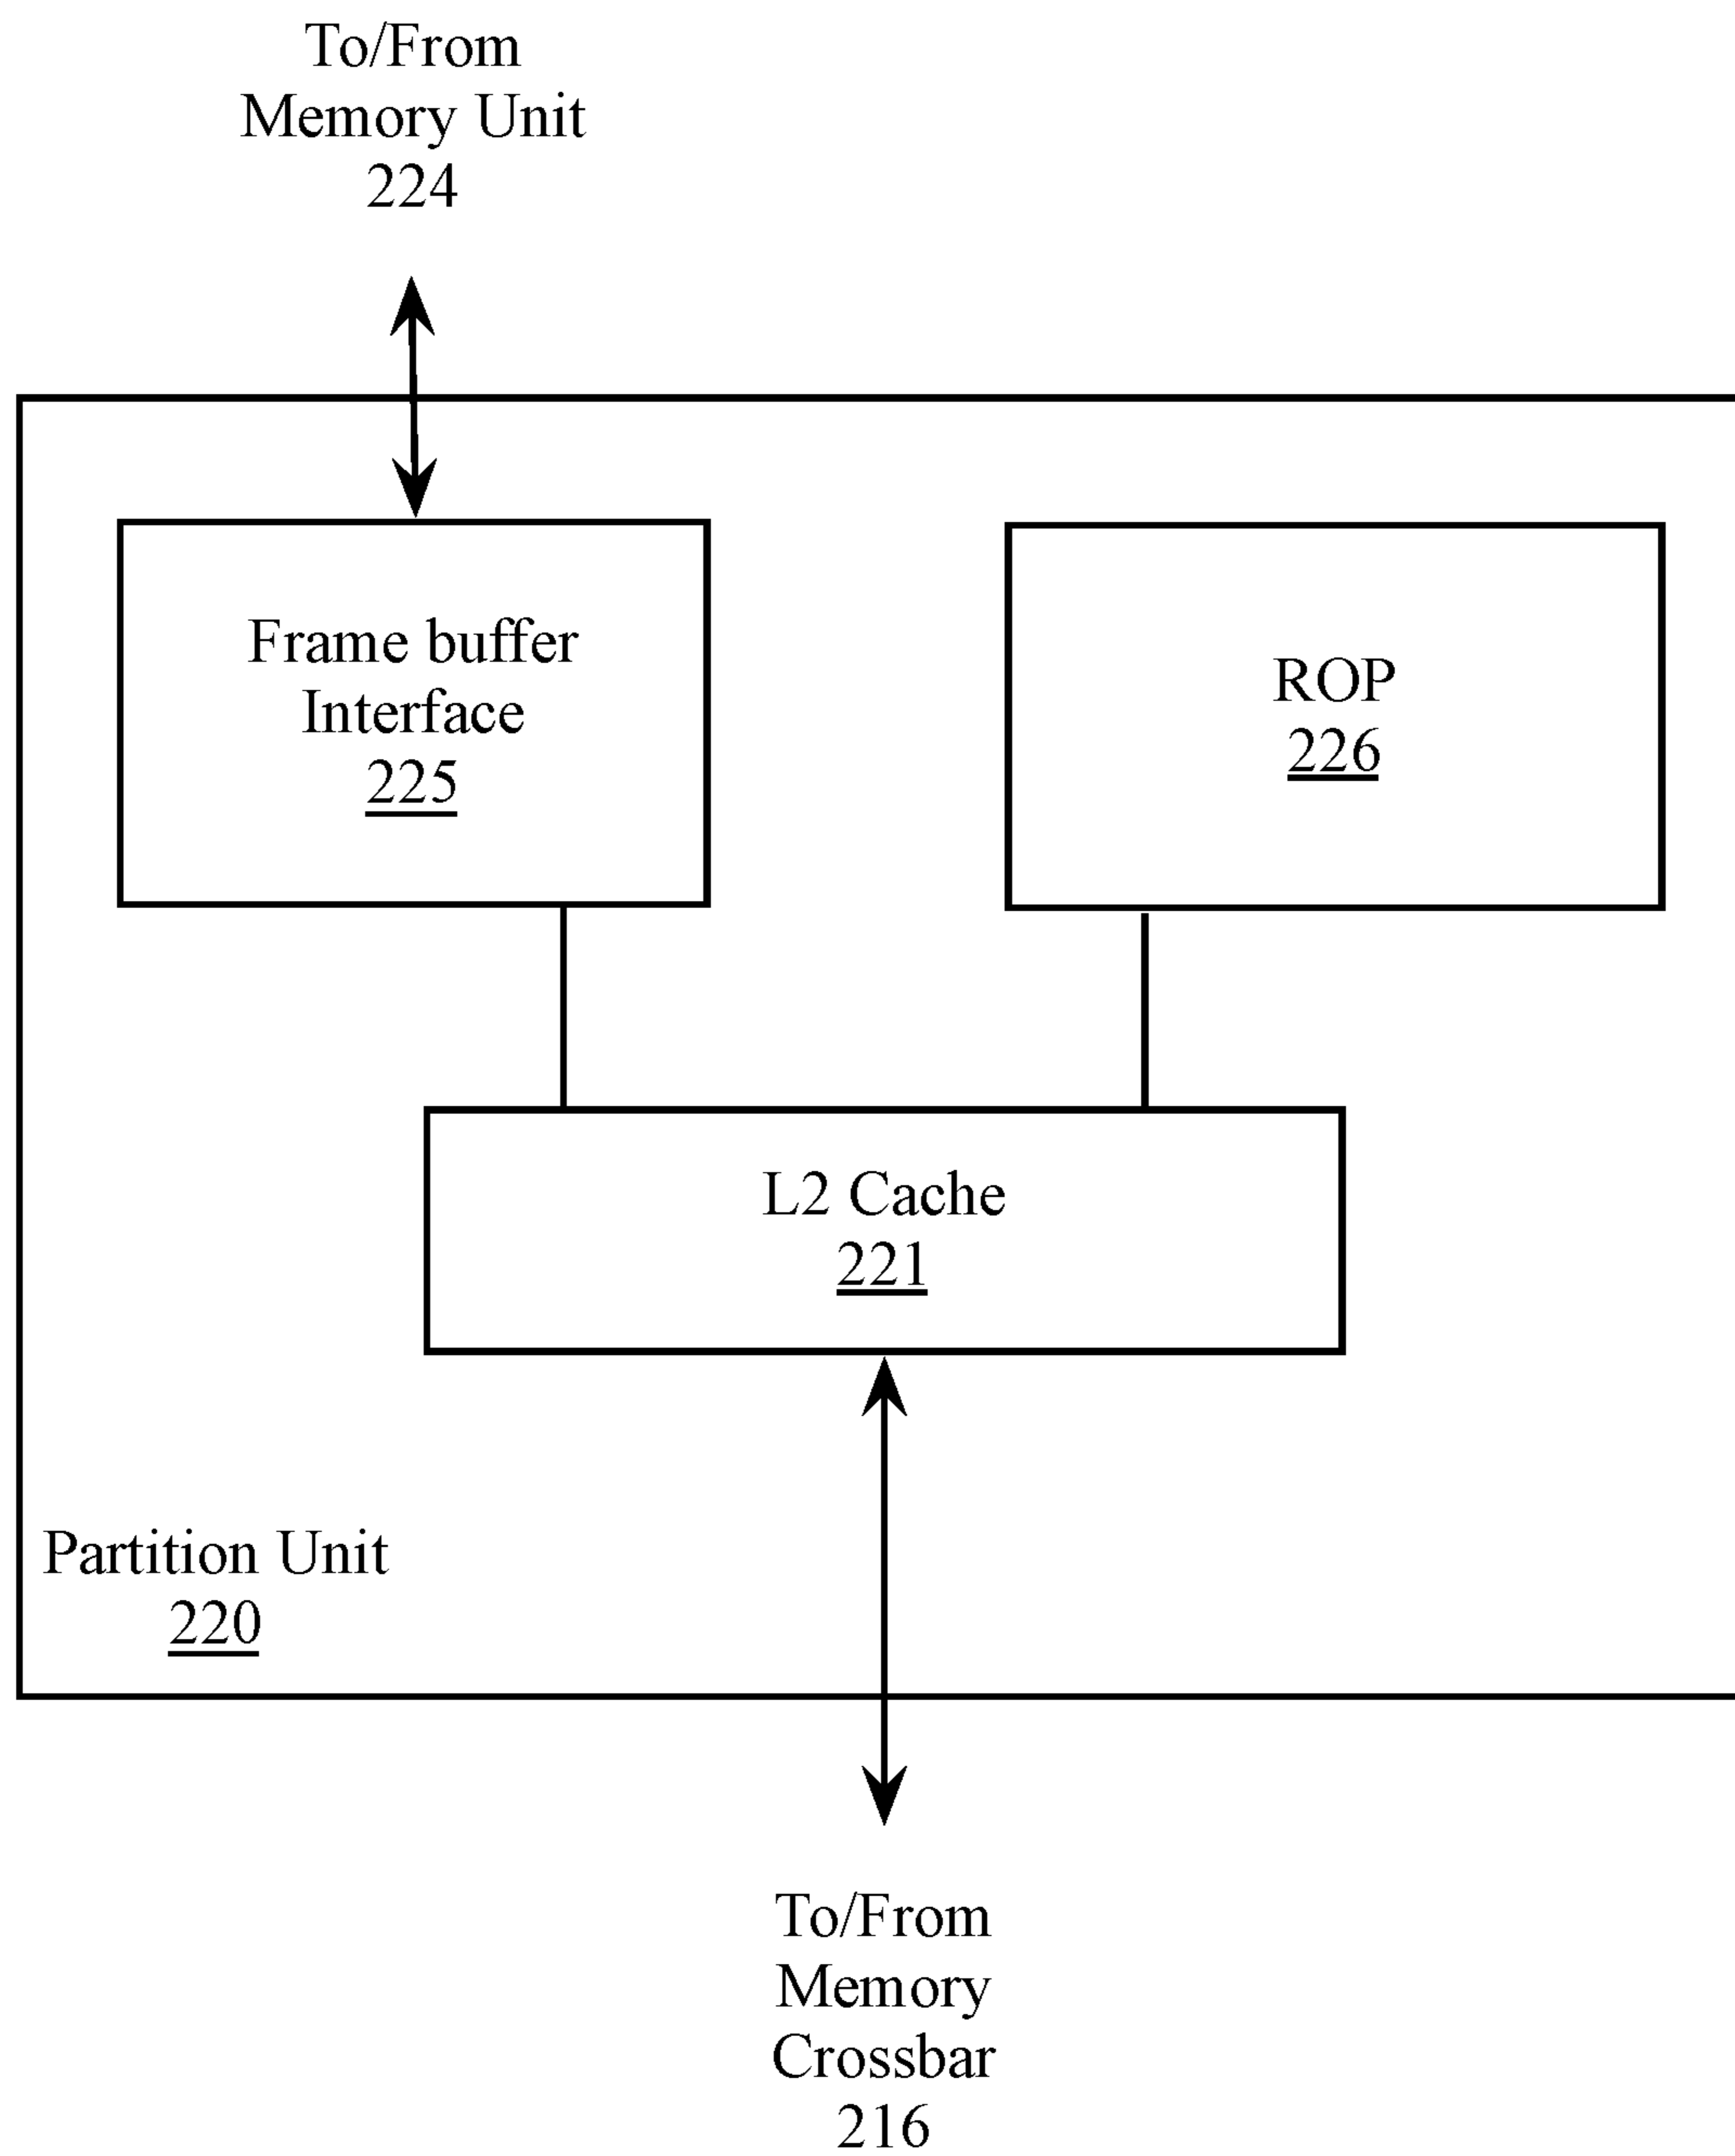 To/From
Memory Unit
224
Frame buffer
Interface
225
ROP
226
L2 Cache
221
Partition Unit
220
To/From
Memory
Crossbar
216